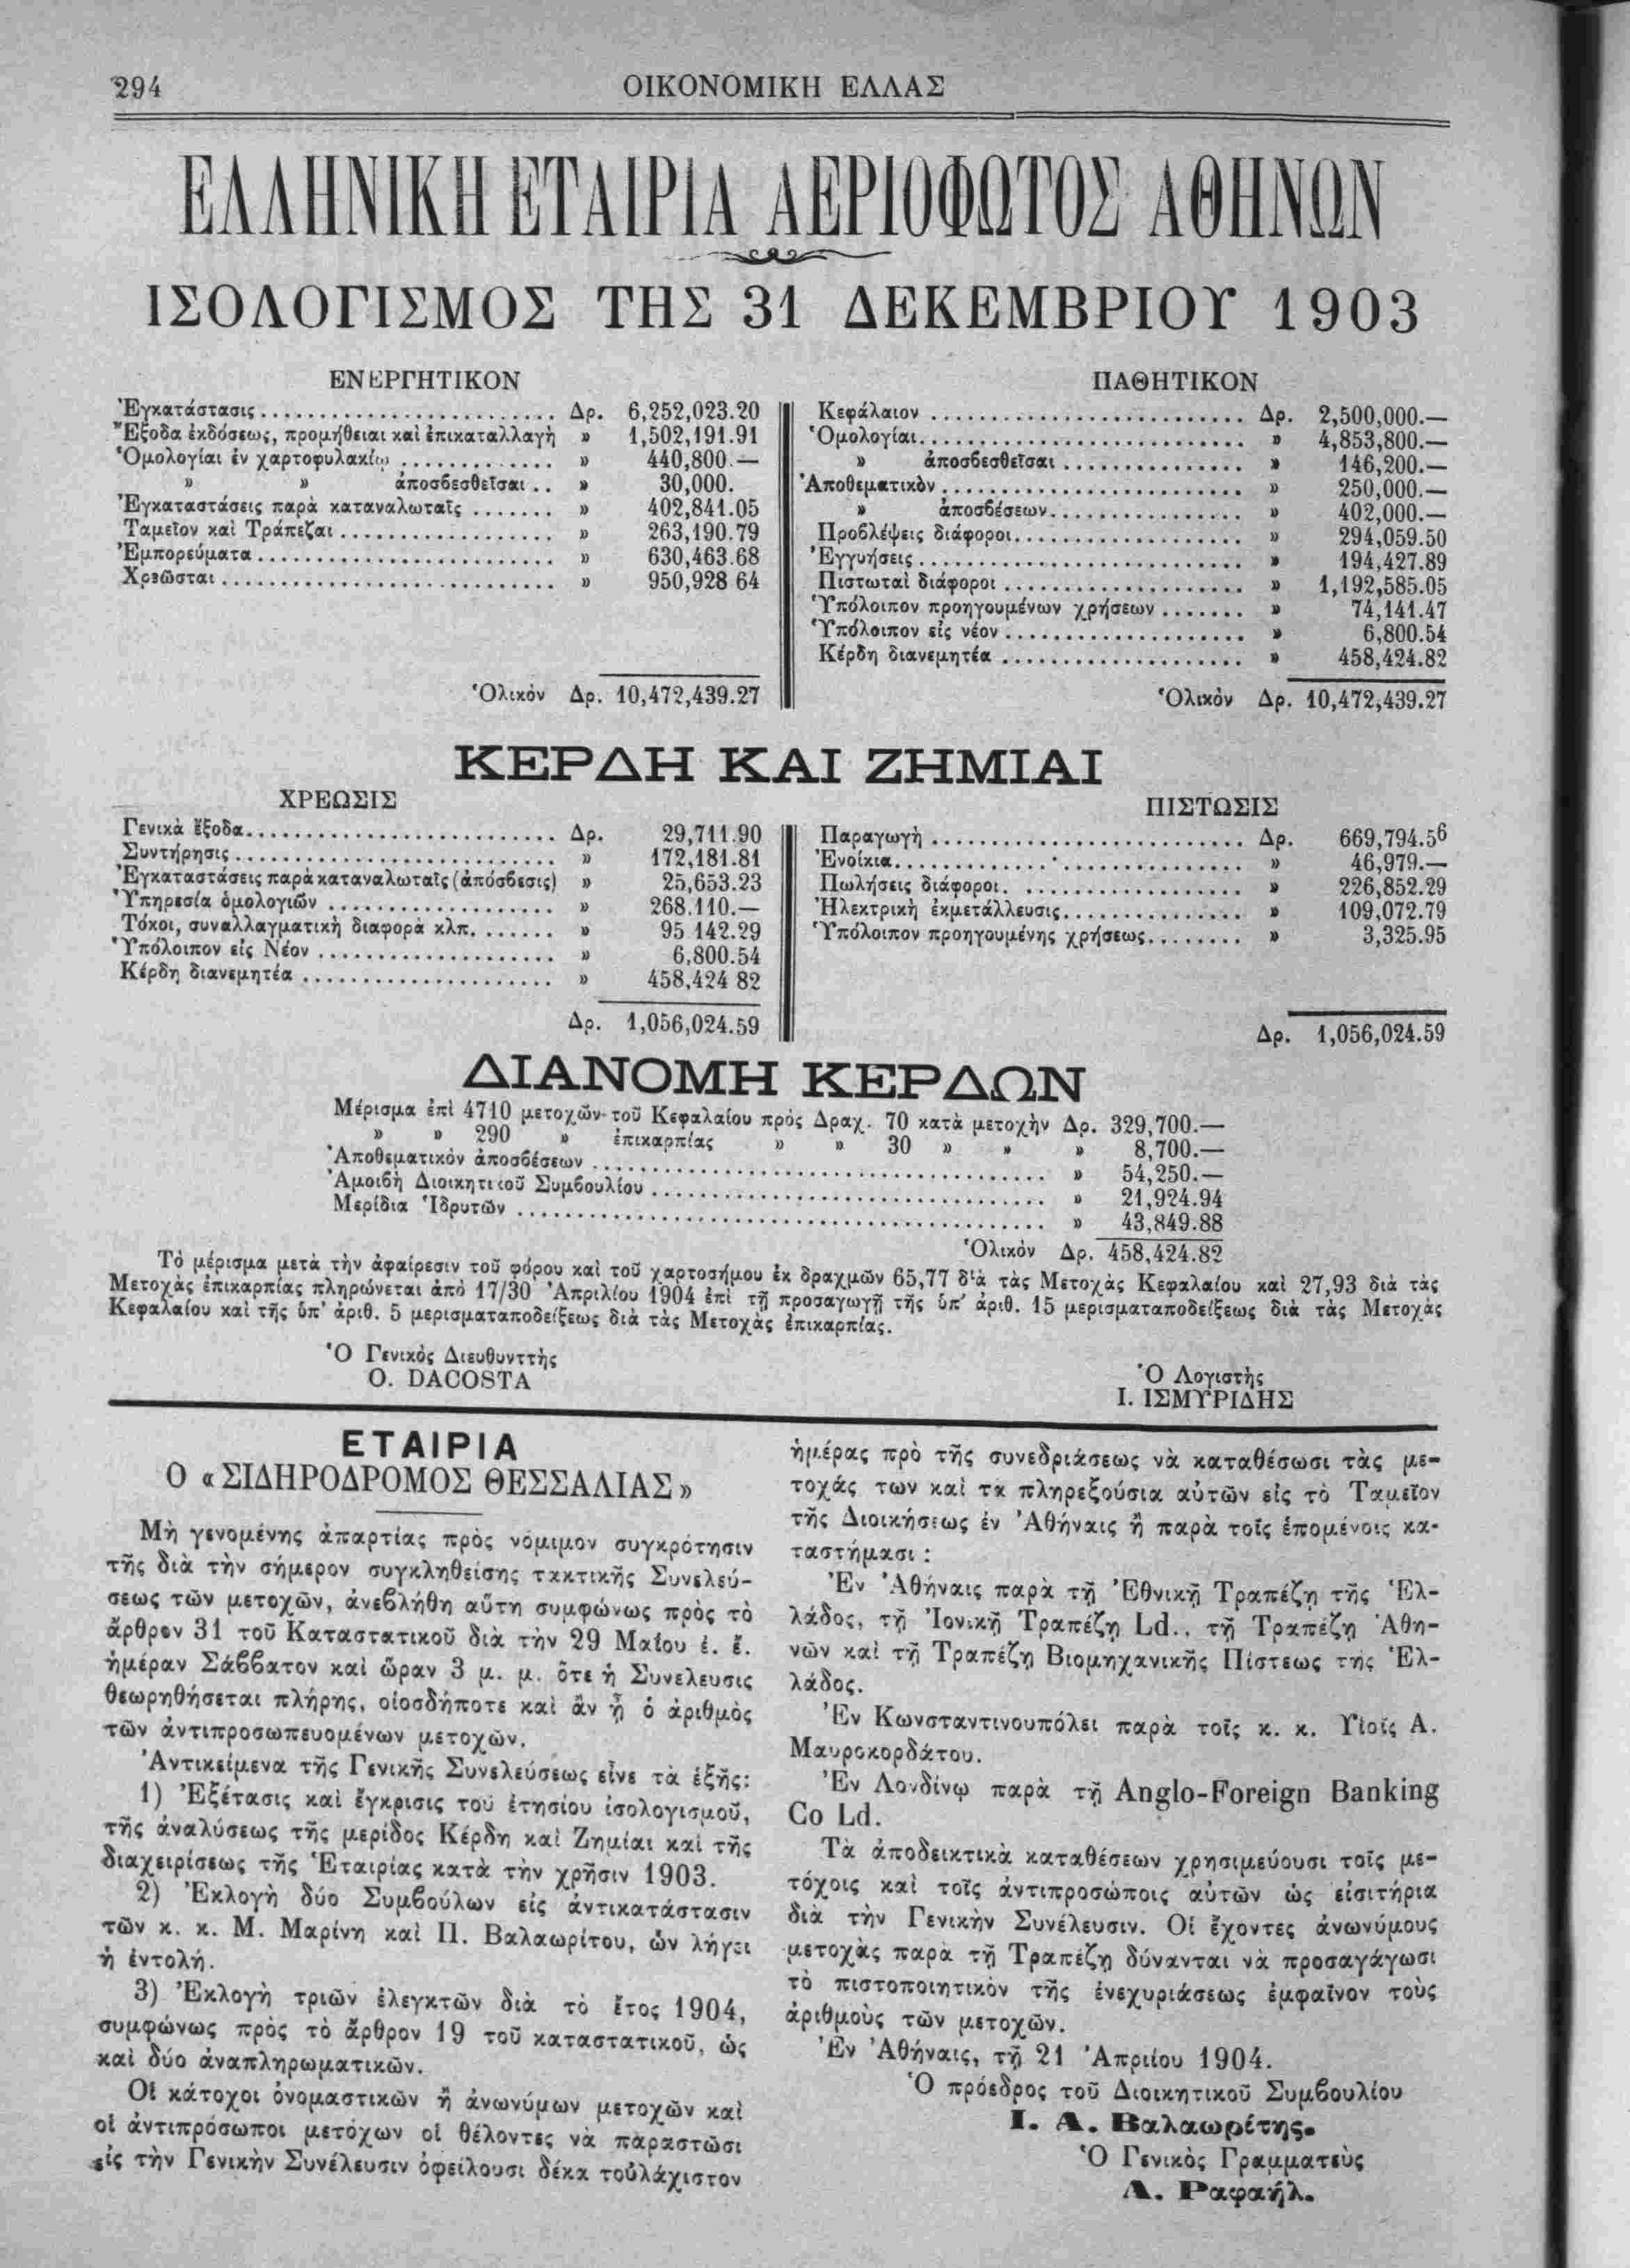 294
ΟΙΚΟΝΟΜΙΚΗ ΕΛΛΑΣ
ΕΛΛΗΝΙΚΗ ΕΤΑΙΡΙΑ ΑΕΡΙΟΦΩΤΟΣ ΑΘΗΝΩΝ
ΙΣΟΛΟΓΙΣΜΟΣ ΤΗΣ 31 ΔΕΚΕΜΒΡΙΟΥ 1903
ΕΝΕΡΓΗΤΙΚΟΝ
Ἐγκατάστασις .......................... Δρ. 6,252,023.20
Ἔξοδα ἐκδόσεως, προμήθειαι καὶ ἐπικαταλλαγὴ » 1,502,191.91
Ὁμολογίαι ἐν χαρτοφυλακίῳ ............. » 440,800.—
» » ἀποσβεσθεῖσαι .. » 30,000.
Ἐγκαταστάσεις παρὰ καταναλωταῖς ....... » 402,841.05
Ταμεῖον καὶ Τράπεζαι .................. » 263,190.79
Ἐμπορεύματα .......................... » 630,463.68
Χρεῶσται ............................. » 950,928 64
Ὁλικόν Δρ. 10,472,439.27
ΠΑΘΗΤΙΚΟΝ
Κεφάλαιον ........................... Δρ. 2,500,000.—
Ὁμολογίαι............................ » 4,853,800.—
» ἀποσβεσθεῖσαι ............... » 146,200.—
Ἀποθεματικὸν ......................... » 250,000.—
» ἀποσβέσεων................. » 402,000.—
Προβλέψεις διάφοροι.................... » 294,059.50
Ἐγγυήσεις ............................ » 194,427.89
Πιστωταὶ διάφοροι ..................... » 1,192,585.05
Ὑπόλοιπον προηγουμένων χρήσεων ....... » 74,141.47
Ὑπόλοιπον εἰς νέον .................... » 6,800.54
Κέρδη διανεμητέα ..................... » 458,424.82
Ὁλικὸν Δρ. 10,472,439.27
ΚΕΡΔΗ ΚΑΙ ΖΗΜΙΑΙ
ΧΡΕΩΣΙΣ
Γενικὰ ἔξοδα.......................... Δρ. 29,711.90
Συντήρησις ........................... » 172,181.81
Ἐγκαταστάσεις παρὰ καταναλωταῖς (ἀπόσβεσις) » 25,653.23
Ὑπηρεσία ὁμολογιῶν ................... » 268.110.—
Τόκοι, συναλλαγματικὴ διαφορὰ κλπ. ...... » 95 142.29
Ὑπόλοιπον εἰς Νέον .................... » 6,800.54
Κέρδη διανεμητέα ..................... » 458,424 82
Δρ. 1,056,024.59
ΠΙΣΤΩΣΙΣ
Παραγωγὴ ........................... Δρ. 669,794.56
Ἐνοίκια.............................. » 46,979.—
Πωλήσεις διάφοροι. ................... » 226,852.29
Ἠλεκτρικὴ ἐκμετάλλευσις................ » 109,072.79
Ὑπόλοιπον προηγουμένης χρήσεως......... » 3,325.95
Δρ. 1,056,024.59
ΔΙΑΝΟΜΗ ΚΕΡΔΩΝ
Μέρισμα ἐπὶ 4710 μετοχῶν τοῦ Κεφαλαίου πρὸς Δραχ. 70 κατὰ μετοχὴν Δρ. 329,700.—
» » 290 » ἐπικαρπίας » » 30 » » » 8,700.—
Ἀποθεματικὸν ἀποσβέσεων ........................................ » 54,250.—
Ἀμοιβὴ Διοικητικοῦ Συμβουλίου .................................. » 21,924.94
Μερίδια Ἱδρυτῶν ............................................... » 43,849.88
Ὁλικὸν Δρ. 458,424.82
Τὸ μέρισμα μετὰ τὴν ἀφαίρεσιν τοῦ φόρου καὶ τοῦ χαρτοσήμου ἐκ δραχμῶν 65,77 διὰ τὰς Μετοχὰς Κεφαλαίου καὶ 27,93 διὰ τὰς
Μετοχὰς ἐπικαρπίας πληρώνεται ἀπὸ 17/30 Ἀπριλίου 1904 ἐπὶ τῇ προσαγωγῇ τῆς ὑπ' ἀριθ. 15 μερισματαποδείξεως διὰ τὰς Μετοχὰς
Κεφαλαίου καὶ τῆς ὑπ' ἀριθ. 5 μερισματαποδείξεως διὰ τὰς Μετοχὰς ἐπικαρπίας.
Ὁ Γενικὸς Διευθυντὴς
O. DACOSTA
Ὁ Λογιστὴς
Ι. ΙΣΜΥΡΙΔΗΣ
ΕΤΑΙΡΙΑ
Ο «ΣΙΔΗΡΟΔΡΟΜΟΣ ΘΕΣΣΑΛΙΑΣ»
Μὴ γενομένης ἀπαρτίας πρὸς νόμιμον συγκρότησιν
τῆς διὰ τὴν σήμερον συγκληθείσης τακτικῆς Συνελεύ-
σεως τῶν μετοχῶν, ἀνεβλήθη αὕτη συμφώνως πρὸς τὸ
ἄρθρον 31 τοῦ Καταστατικοῦ διὰ τὴν 29 Μαΐου ἐ. ἔ.
ἡμέραν Σάββατον καὶ ὥραν 3 μ. μ. ὅτε ἡ Συνέλευσις
θεωρηθήσεται πλήρης, οἱοσδήποτε καὶ ἂν ᾖ ὁ ἀριθμὸς
τῶν ἀντιπροσωπευομένων μετοχῶν.
Ἀντικείμενα τῆς Γενικῆς Συνελεύσεως εἶνε τὰ ἑξῆς:
1) Ἐξέτασις καὶ ἔγκρισις τοῦ ἐτησίου ἰσολογισμοῦ,
τῆς ἀναλύσεως τῆς μερίδος Κέρδη καὶ Ζημίαι καὶ τῆς
διαχειρίσεως τῆς Ἑταιρίας κατὰ τὴν χρῆσιν 1903.
2) Ἐκλογὴ δύο Συμβούλων εἰς ἀντικατάστασιν
τῶν κ. κ. Μ. Μαρίνη καὶ Π. Βαλαωρίτου, ὧν λήγει
ἡ ἐντολή.
3) Ἐκλογὴ τριῶν ἐλεγκτῶν διὰ τὸ ἔτος 1904,
συμφώνως πρὸς τὸ ἄρθρον 19 τοῦ καταστατικοῦ, ὡς
καὶ δύο ἀναπληρωματικῶν.
Οἱ κάτοχοι ὀνομαστικῶν ἢ ἀνωνύμων μετοχῶν καὶ
οἱ ἀντιπρόσωποι μετόχων οἱ θέλοντες νὰ παραστῶσι
εἰς τὴν Γενικὴν Συνέλευσιν ὀφείλουσι δέκα τοὐλάχιστον
ἡμέρας πρὸ τῆς συνεδριάσεως νὰ καταθέσωσι τὰς με-
τοχάς των καὶ τὰ πληρεξούσια αὐτῶν εἰς τὸ Ταμεῖον
τῆς Διοικήσεως ἐν Ἀθήναις ἢ παρὰ τοῖς ἑπομένοις κα-
ταστήμασι :
Ἐν Ἀθήναις παρὰ τῇ Ἐθνικῇ Τραπέζῃ τῆς Ἑλ-
λάδος, τῇ Ἰονικῇ Τραπέζῃ Ld., τῇ Τραπέζῃ Ἀθη-
νῶν καὶ τῇ Τραπέζῃ Βιομηχανικῆς Πίστεως τῆς Ἑλ-
λάδος.
Ἐν Κωνσταντινουπόλει παρὰ τοῖς κ. κ. Υἱοῖς Α.
Μαυροκορδάτου.
Ἐν Λονδίνῳ παρὰ τῇ Anglo-Foreign Banking
Co Ld.
Τὰ ἀποδεικτικὰ καταθέσεων χρησιμεύουσι τοῖς με-
τόχοις καὶ τοῖς ἀντιπροσώποις αὐτῶν ὡς εἰσιτήρια
διὰ τὴν Γενικὴν Συνέλευσιν. Οἱ ἔχοντες ἀνωνύμους
μετοχὰς παρὰ τῇ Τραπέζῃ δύνανται νὰ προσαγάγωσι
τὸ πιστοποιητικὸν τῆς ἐνεχυριάσεως ἐμφαῖνον τοὺς
ἀριθμοὺς τῶν μετοχῶν.
Ἐν Ἀθήναις, τῇ 21 Ἀπριίου 1904.
Ὁ πρόεδρος τοῦ Διοικητικοῦ Συμβουλίου
Ι. Α. Βαλαωρίτης.
Ὁ Γενικὸς Γραμματεὺς
Λ. Ραφαήλ.